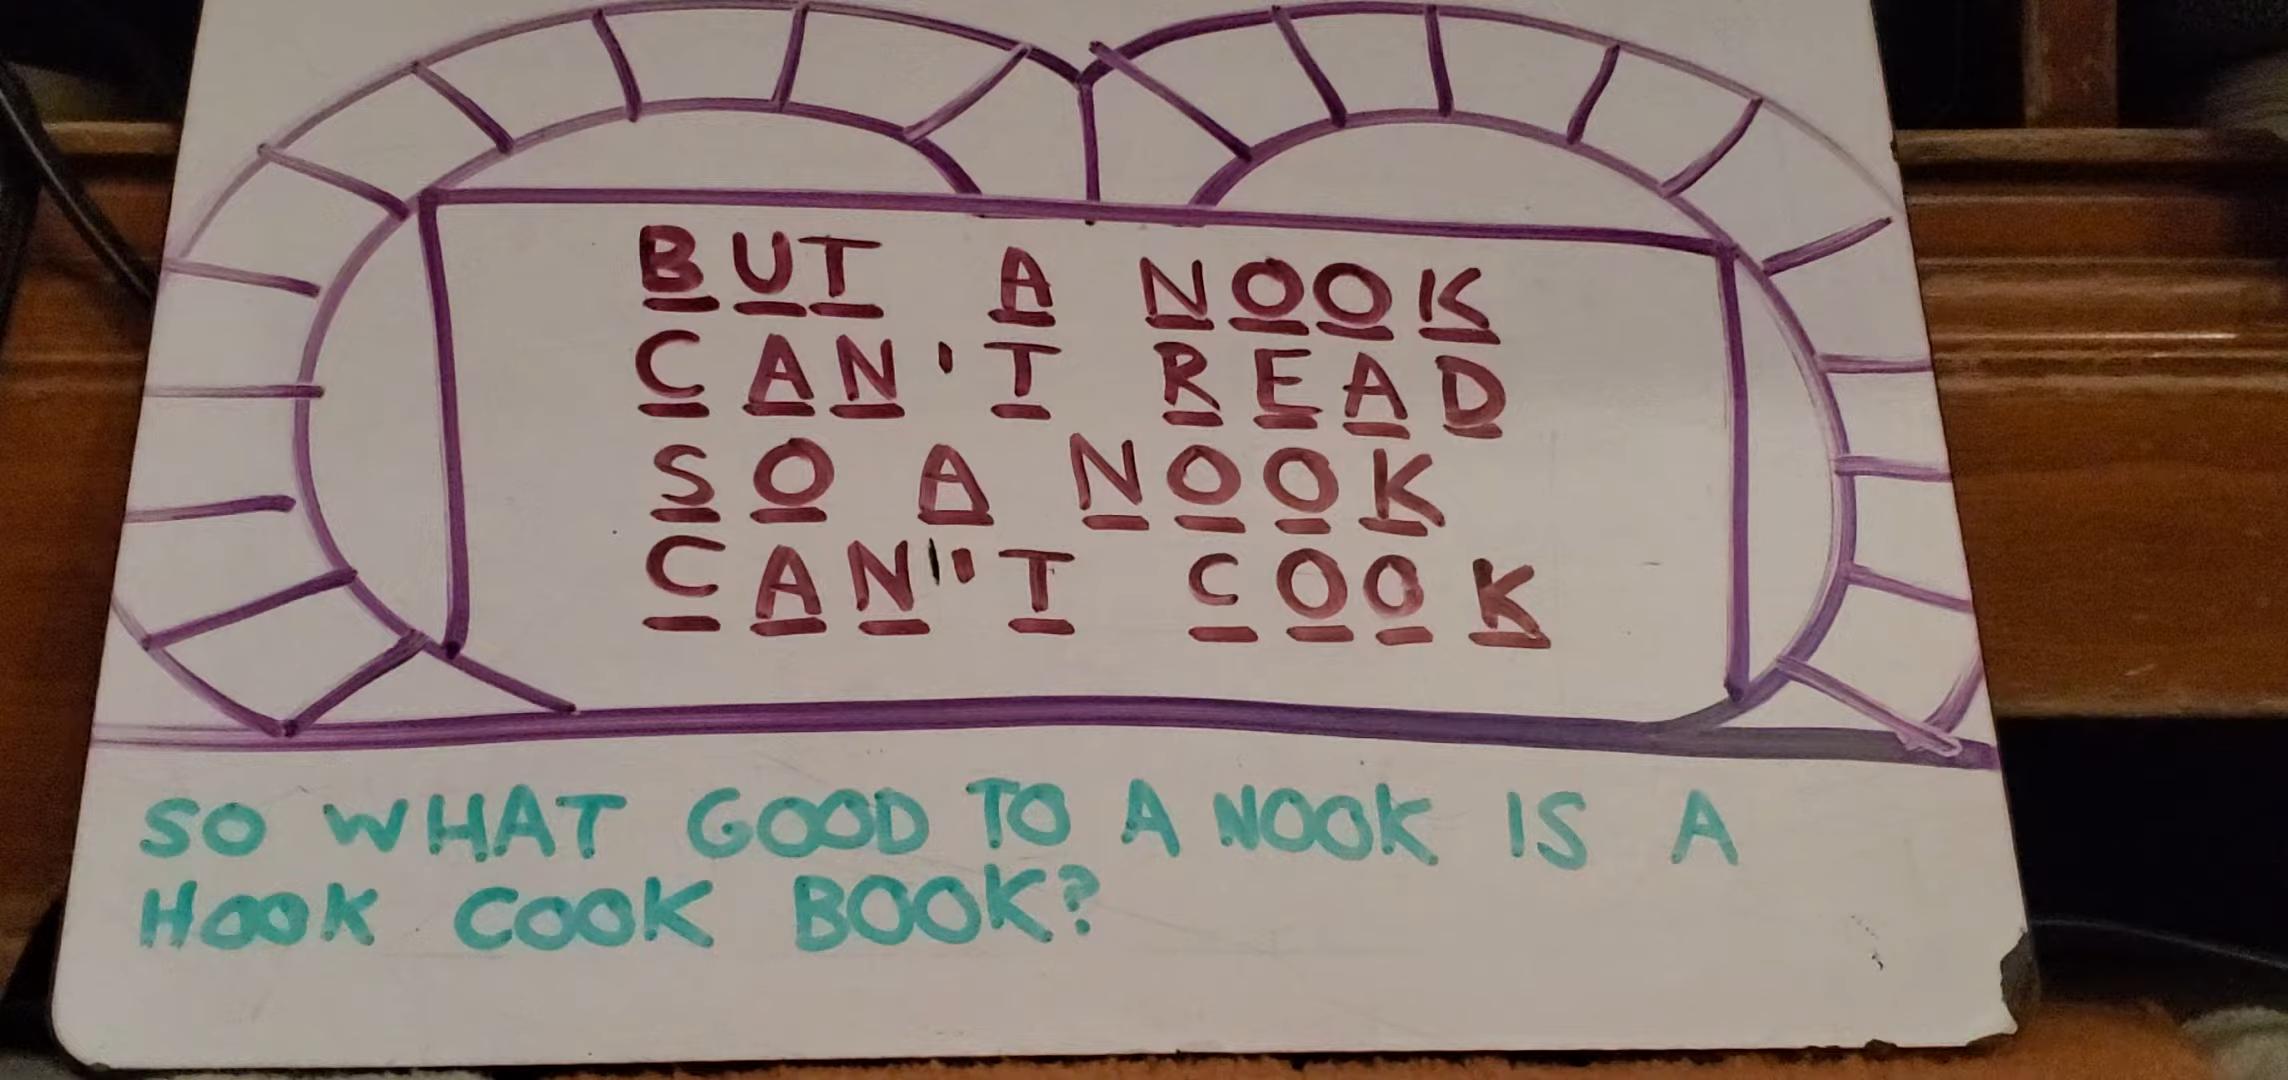 BUT A NOOK
CAN'T READ
SO A NOOK
CAN'T COOK
SO WHAT GOOD TO A NOOK IS A
HOOK COOK BOOK?